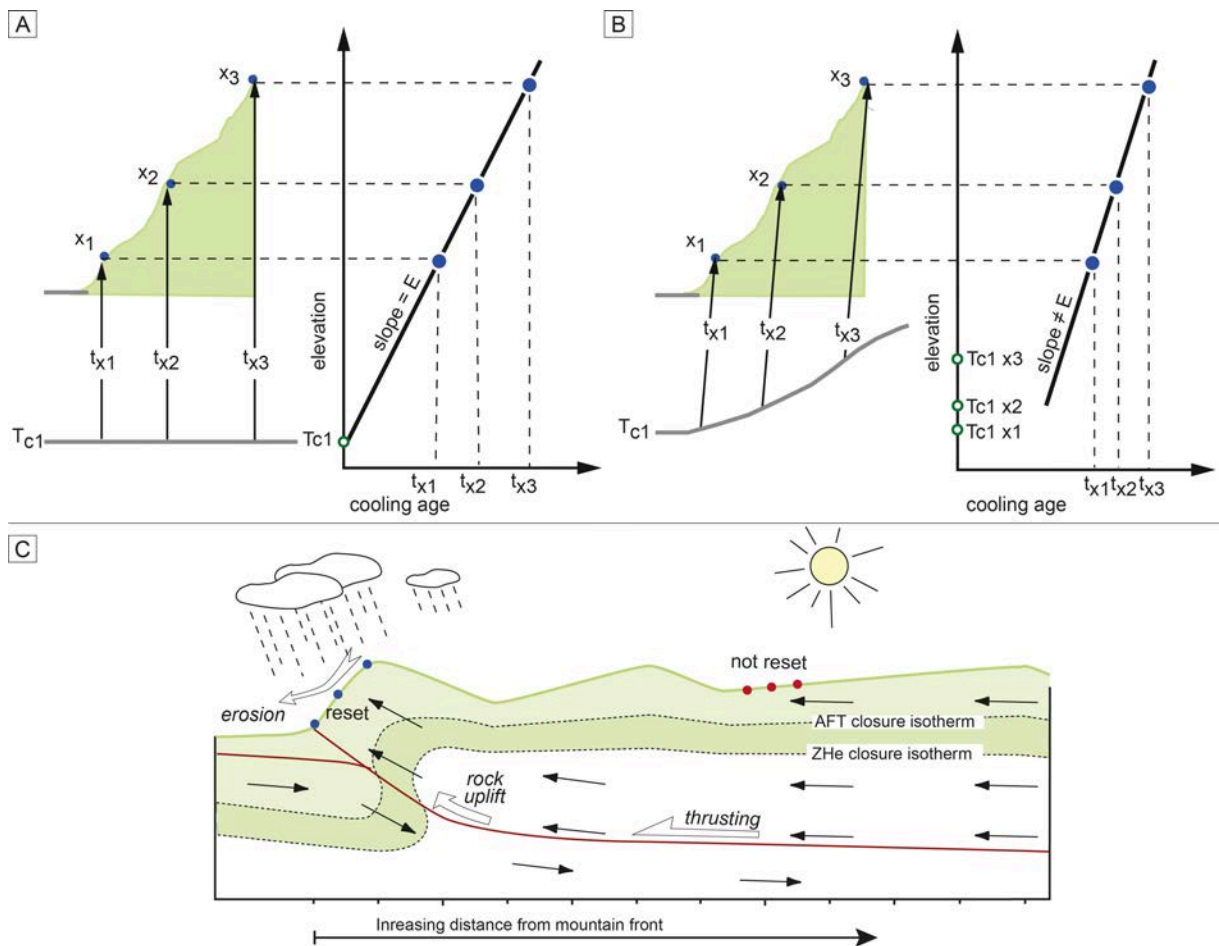 A
x3
x2
x1
tx1
tx2
tx3
Tc1
elevation
slope = E
Tc1
tx1
tx2
tx3
cooling age
B
x3
x2
x1
tx1
tx2
tx3
Tc1
elevation
slope ≠ E
Tc1 x3
Tc1 x2
Tc1 x1
tx1
tx2
tx3
cooling age
C
not reset
erosion
reset
AFT closure isotherm
ZHe closure isotherm
rock
uplift
thrusting
Inreasing distance from mountain front